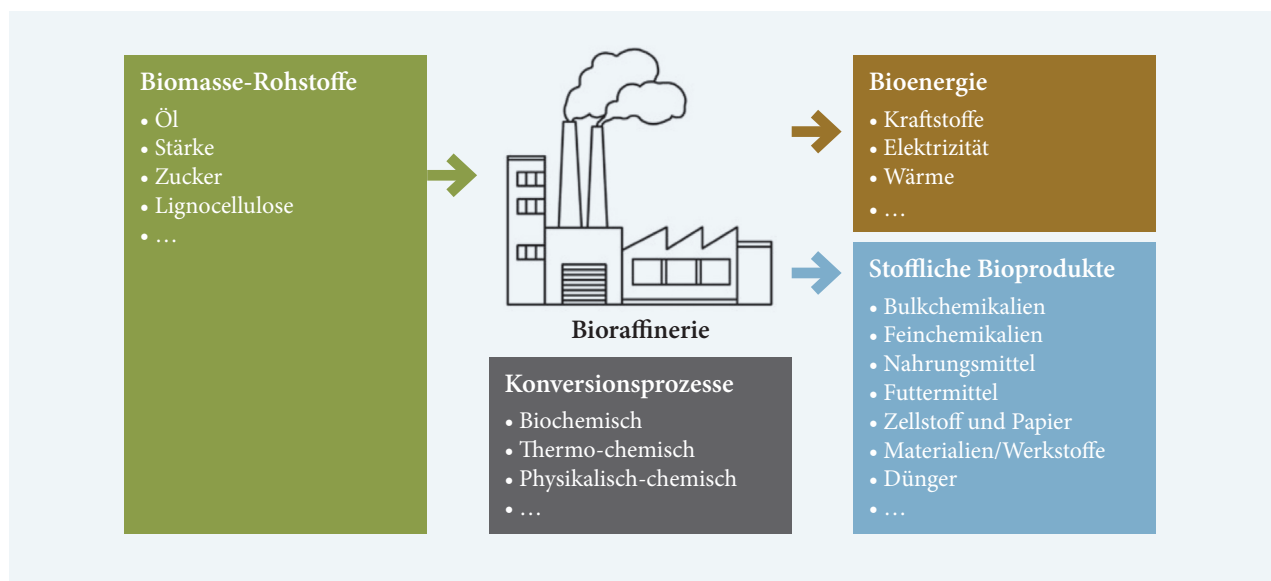 Biomasse-Rohstoffe
• Öl
• Stärke
• Zucker
• Lignocellulose
• …
Bioraffinerie
Konversionsprozesse
• Biochemisch
• Thermo-chemisch
• Physikalisch-chemisch
• …
Bioenergie
• Kraftstoffe
• Elektrizität
• Wärme
• …
Stoffliche Bioprodukte
• Bulkchemikalien
• Feinchemikalien
• Nahrungsmittel
• Futtermittel
• Zellstoff und Papier
• Materialien/Werkstoffe
• Dünger
• …